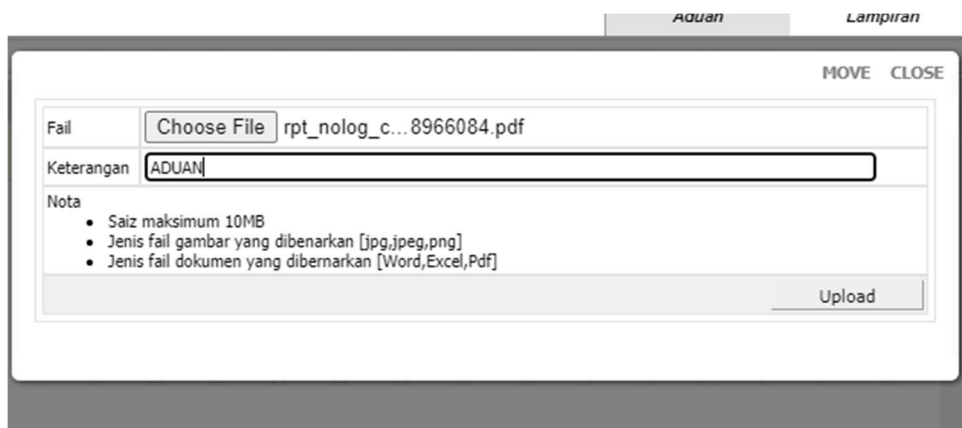 Aduan Lampiran
MOVE CLOSE
Fail Choose File rpt_nolog_c...8966084.pdf
Keterangan ADUAN
Nota
• Saiz maksimum 10MB
• Jenis fail gambar yang dibenarkan [jpg,jpeg,png]
• Jenis fail dokumen yang dibernarkan [Word,Excel,Pdf]
Upload